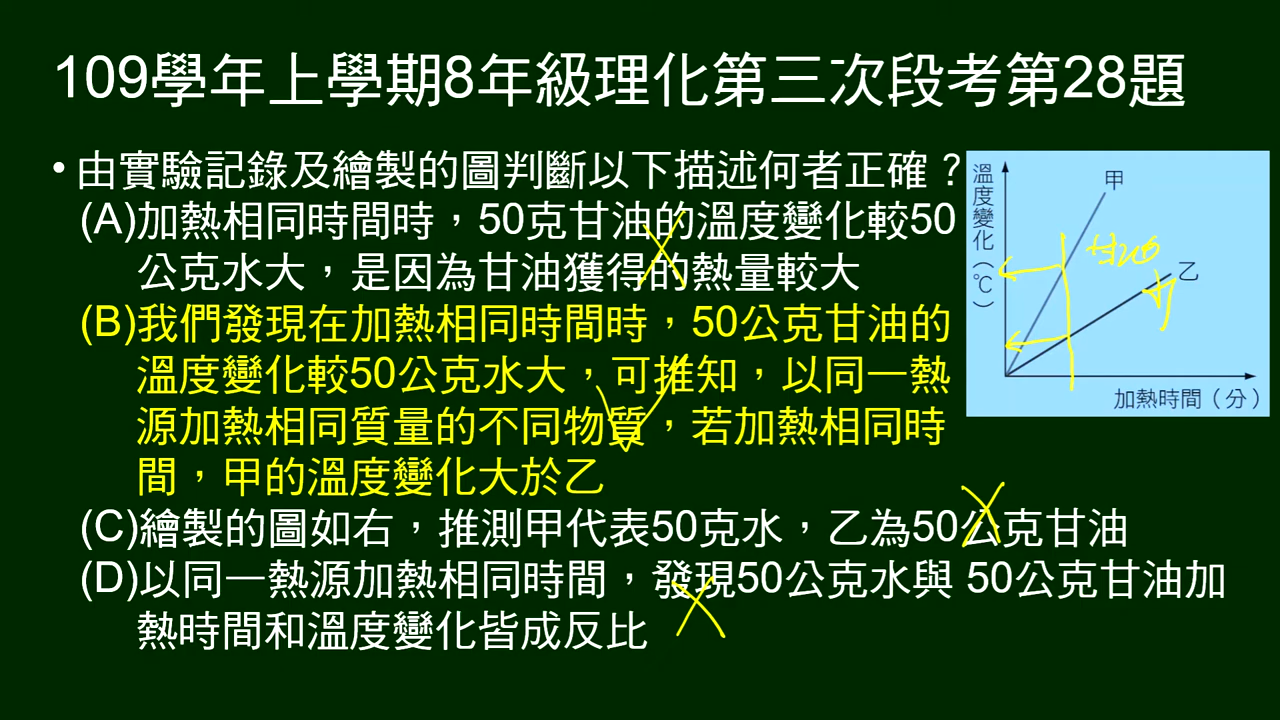 109學年上學期8年級理化第三次段考第28題
• 由實驗記錄及繪製的圖判斷以下描述何者正確？
(A)加熱相同時間時，50克甘油的溫度變化較50
公克水大，是因為甘油獲得的熱量較大
(B)我們發現在加熱相同時間時，50公克甘油的
溫度變化較50公克水大，可推知，以同一熱
源加熱相同質量的不同物質，若加熱相同時
間，甲的溫度變化大於乙
(C)繪製的圖如右，推測甲代表50克水，乙為50公克甘油
(D)以同一熱源加熱相同時間，發現50公克水與 50公克甘油加
熱時間和溫度變化皆成反比
溫度變化（℃）
甲
甘油
乙
加熱時間（分）